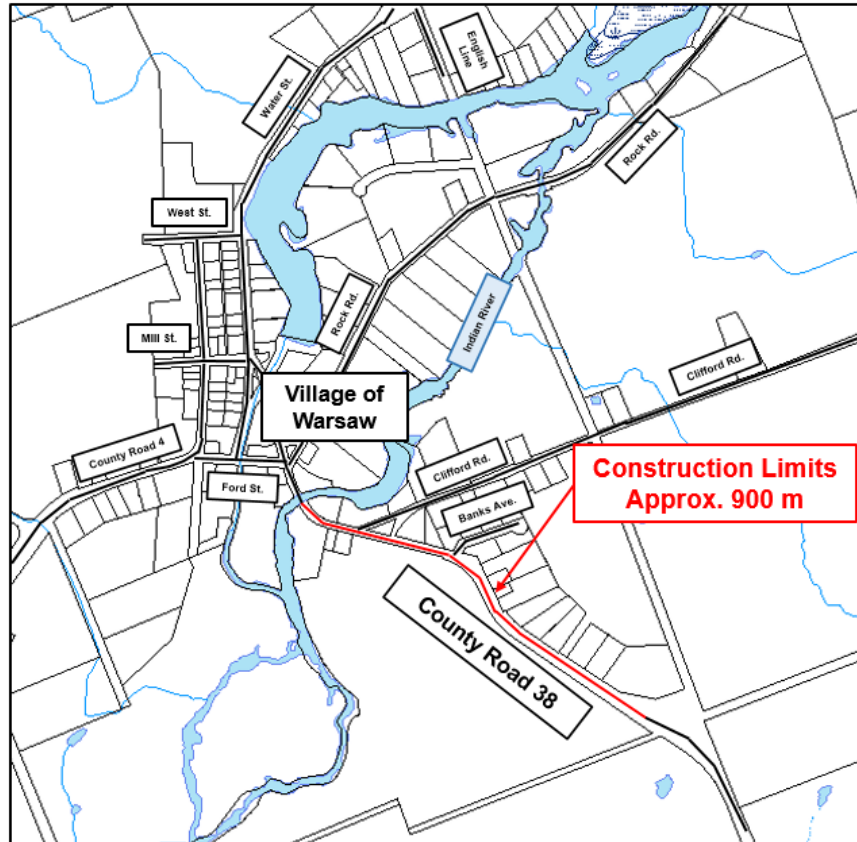 English
Line
Water St.
Rock Rd.
West St.
Rock Rd.
Indian River
Mill St.
Clifford Rd.
Village of
Warsaw
County Road 4
Clifford Rd.
Construction Limits
Approx. 900 m
Ford St.
Banks Ave.
County Road 38